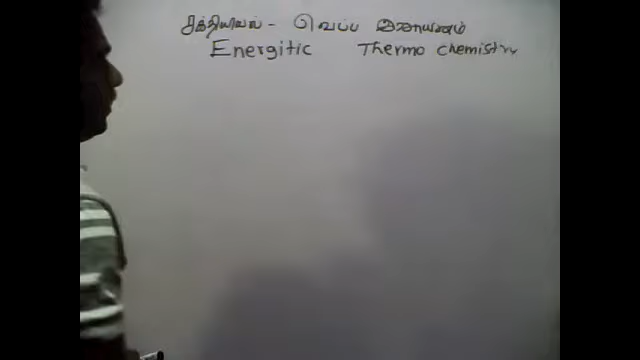 சக்தியியல் - வெப்ப இரசாயனம்
Energitic Thermo chemistry